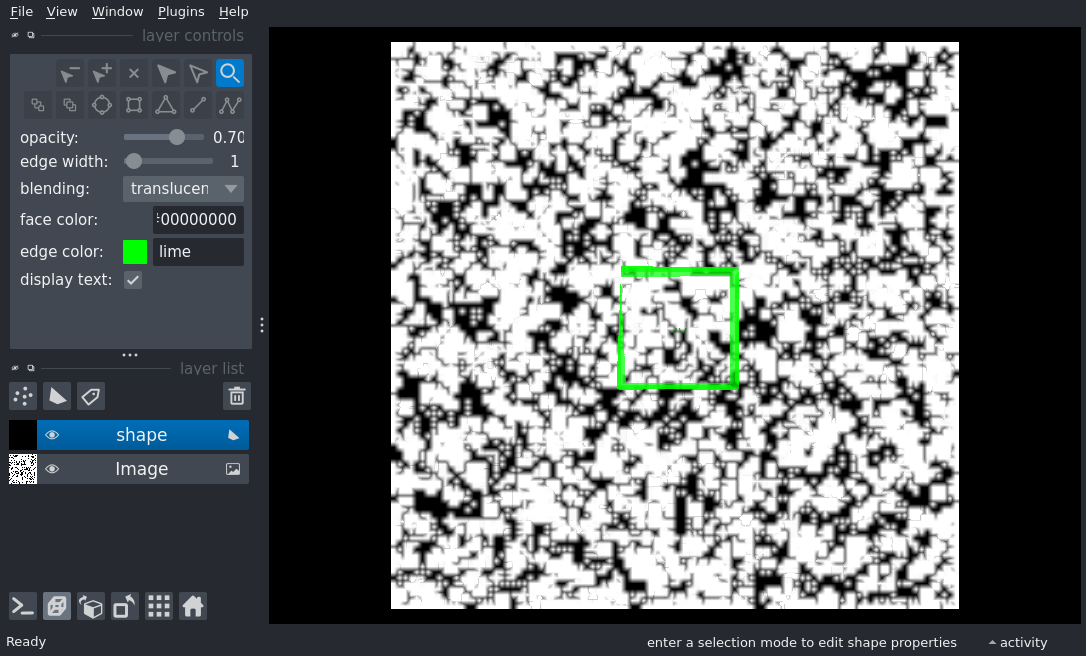 File View Window Plugins Help
layer controls
opacity: 0.70
edge width: 1
blending: translucen
face color: 00000000
edge color: lime
display text:
layer list
shape
Image
Ready
enter a selection mode to edit shape properties
activity